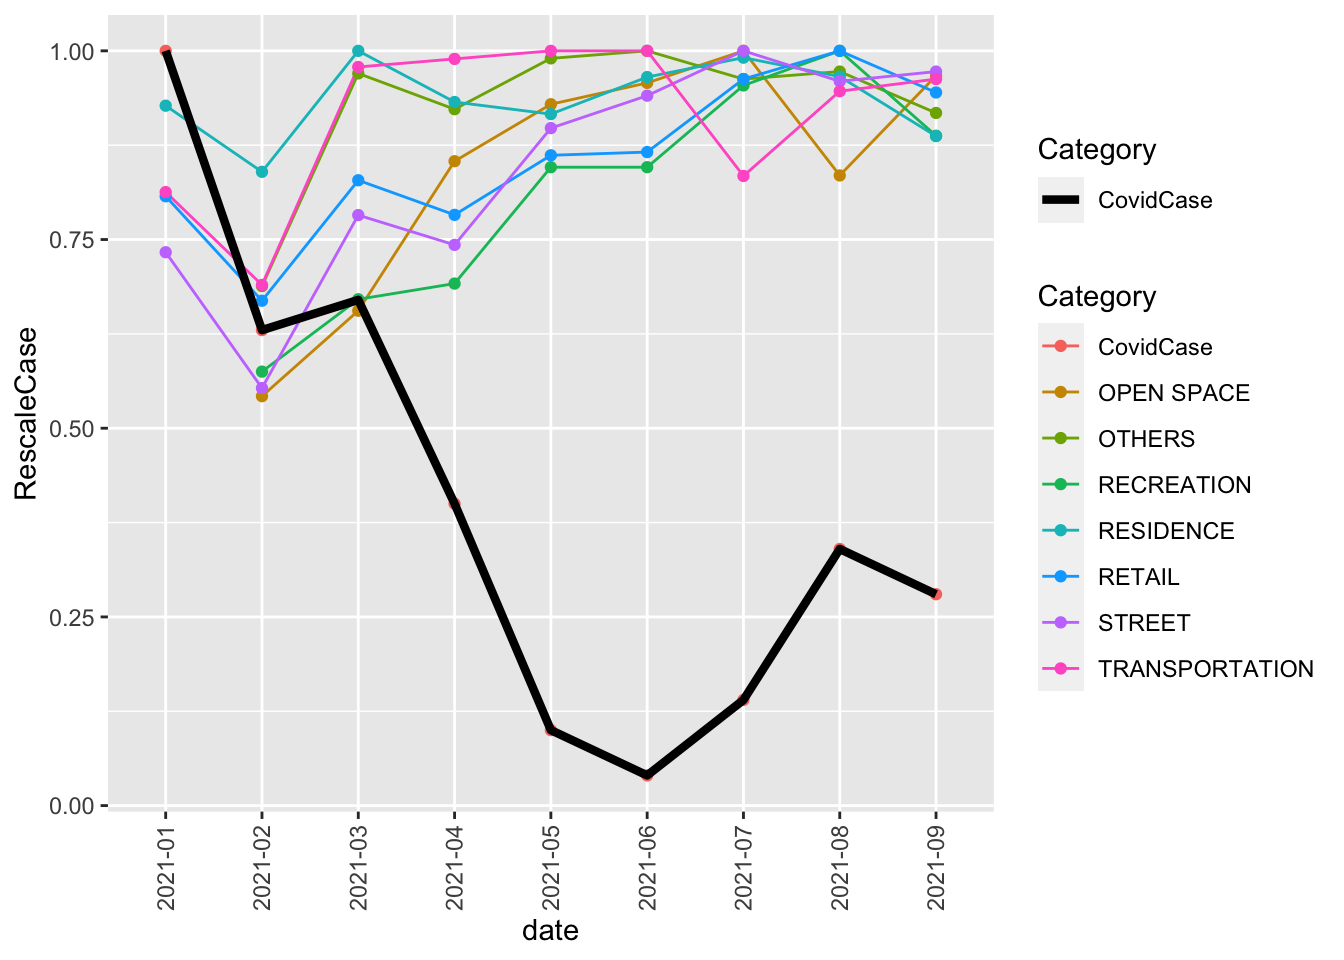 RescaleCase
1.00
0.75
0.50
0.25
0.00
2021-01
2021-02
2021-03
2021-04
2021-05
2021-06
2021-07
2021-08
2021-09
date
Category
CovidCase
Category
CovidCase
OPEN SPACE
OTHERS
RECREATION
RESIDENCE
RETAIL
STREET
TRANSPORTATION